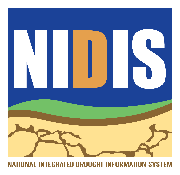 NIDIS
NATIONAL INTEGRATED DROUGHT INFORMATION SYSTEM